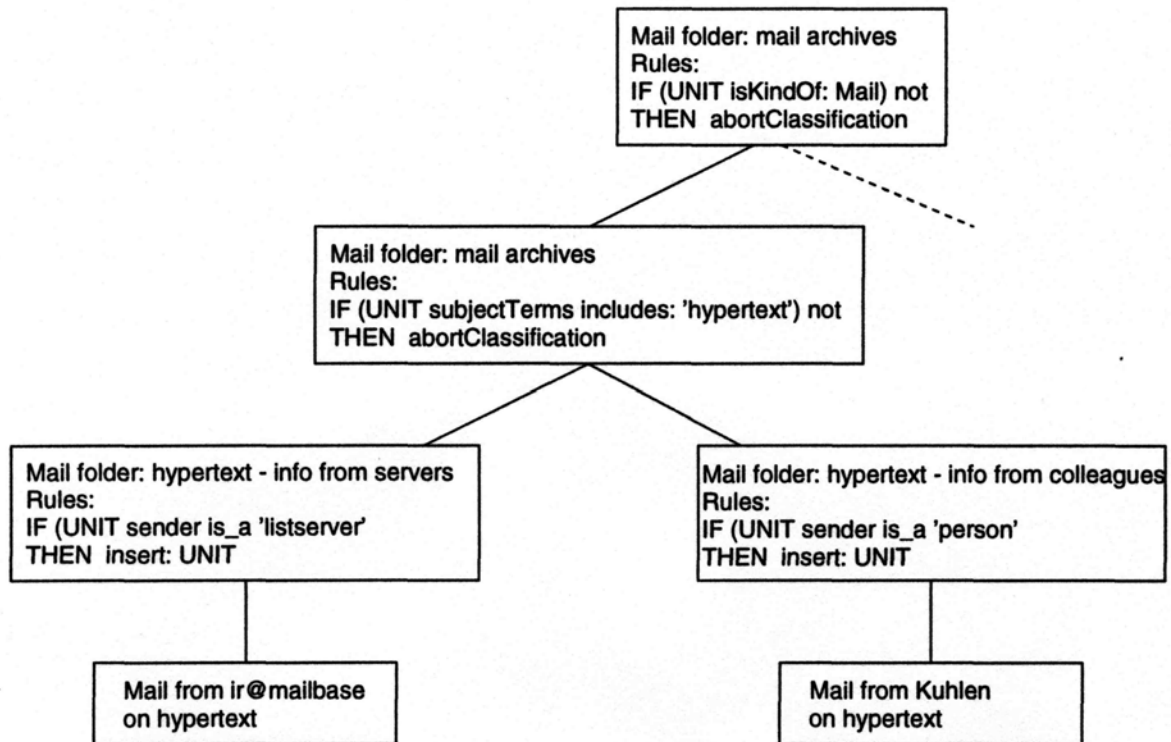 Mail folder: mail archives
Rules:
IF (UNIT isKindOf: Mail) not
THEN abortClassification
Mail folder: mail archives
Rules:
IF (UNIT subjectTerms includes: 'hypertext') not
THEN abortClassification
Mail folder: hypertext - info from servers
Rules:
IF (UNIT sender is_a 'listserver'
THEN insert: UNIT
Mail folder: hypertext - info from colleagues
Rules:
IF (UNIT sender is_a 'person'
THEN insert: UNIT
Mail from ir@mailbase
on hypertext
Mail from Kuhlen
on hypertext